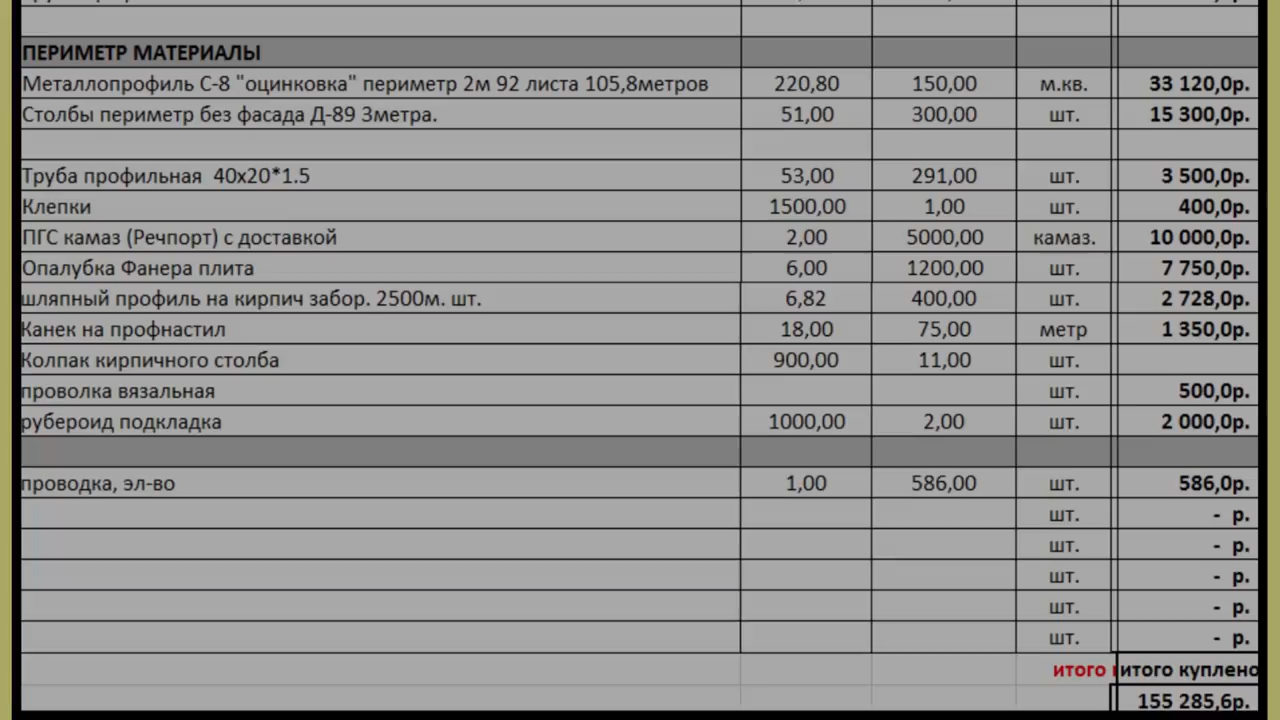 ПЕРИМЕТР МАТЕРИАЛЫ
Металлопрофиль С-8 "оцинковка" периметр 2м 92 листа 105,8метров 220,80 150,00 м.кв. 33 120,0р.
Столбы периметр без фасада Д-89 3метра. 51,00 300,00 шт. 15 300,0р.
Труба профильная 40х20*1.5 53,00 291,00 шт. 3 500,0р.
Клепки 1500,00 1,00 шт. 400,0р.
ПГС камаз (Речпорт) с доставкой 2,00 5000,00 камаз. 10 000,0р.
Опалубка Фанера плита 6,00 1200,00 шт. 7 750,0р.
шляпный профиль на кирпич забор. 2500м. шт. 6,82 400,00 шт. 2 728,0р.
Канек на профнастил 18,00 75,00 метр 1 350,0р.
Колпак кирпичного столба 900,00 11,00 шт.
проволка вязальная шт. 500,0р.
рубероид подкладка 1000,00 2,00 шт. 2 000,0р.
проводка, эл-во 1,00 586,00 шт. 586,0р.
шт. - р.
шт. - р.
шт. - р.
шт. - р.
шт. - р.
итого итого куплено
155 285,6р.